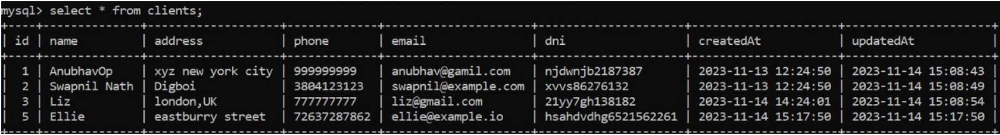 mysql> select * from clients;
+----+--------------+------------------+-------------+---------------------+---------------------+---------------------+---------------------+
| id | name         | address          | phone       | email               | dni                 | createdAt           | updatedAt           |
+----+--------------+------------------+-------------+---------------------+---------------------+---------------------+---------------------+
|  1 | AnubhavOp    | xyz new york city | 999999999   | anubhav@gamil.com   | njdwnjb2187387      | 2023-11-13 12:24:50 | 2023-11-14 15:08:43 |
|  2 | Swapnil Nath | Digboi           | 3804123123  | swapnil@example.com | xvvs86276132        | 2023-11-13 12:24:50 | 2023-11-14 15:08:49 |
|  3 | Liz          | london,UK        | 777777777   | liz@gmail.com       | 21yy7gh138182       | 2023-11-14 14:24:01 | 2023-11-14 15:08:54 |
|  5 | Ellie        | eastburry street | 72637287862 | ellie@example.io    | hsahdvdhg6521562261 | 2023-11-14 15:17:50 | 2023-11-14 15:17:50 |
+----+--------------+------------------+-------------+---------------------+---------------------+---------------------+---------------------+